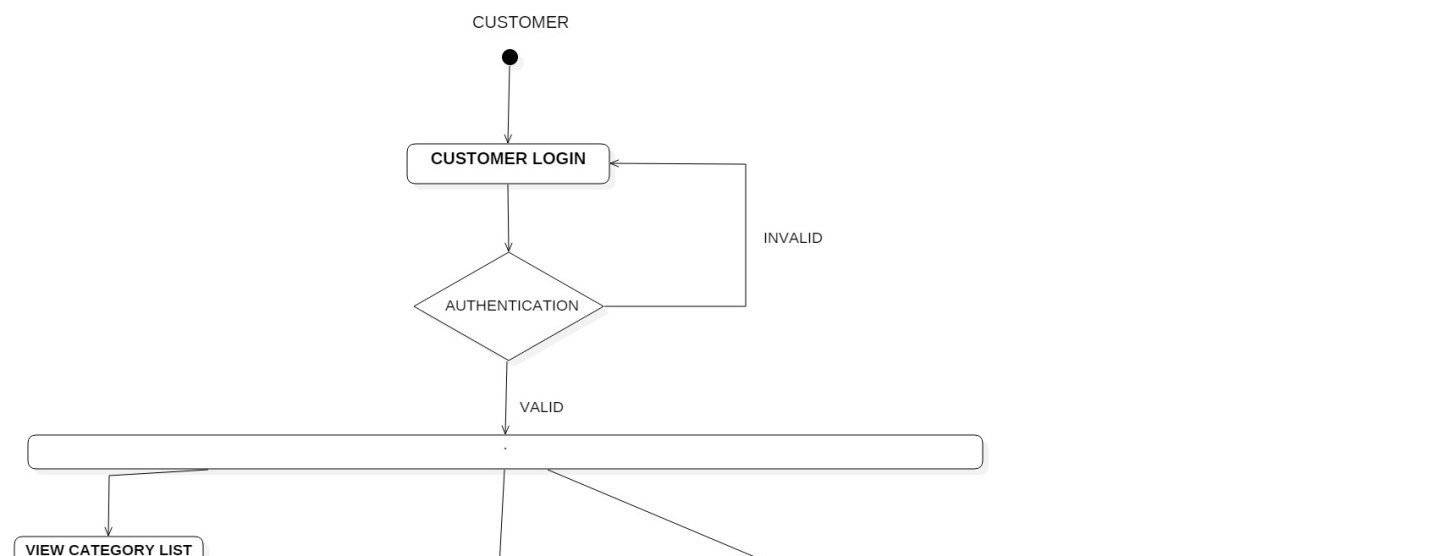 CUSTOMER
CUSTOMER LOGIN
INVALID
AUTHENTICATION
VALID
VIEW CATEGORY LIST